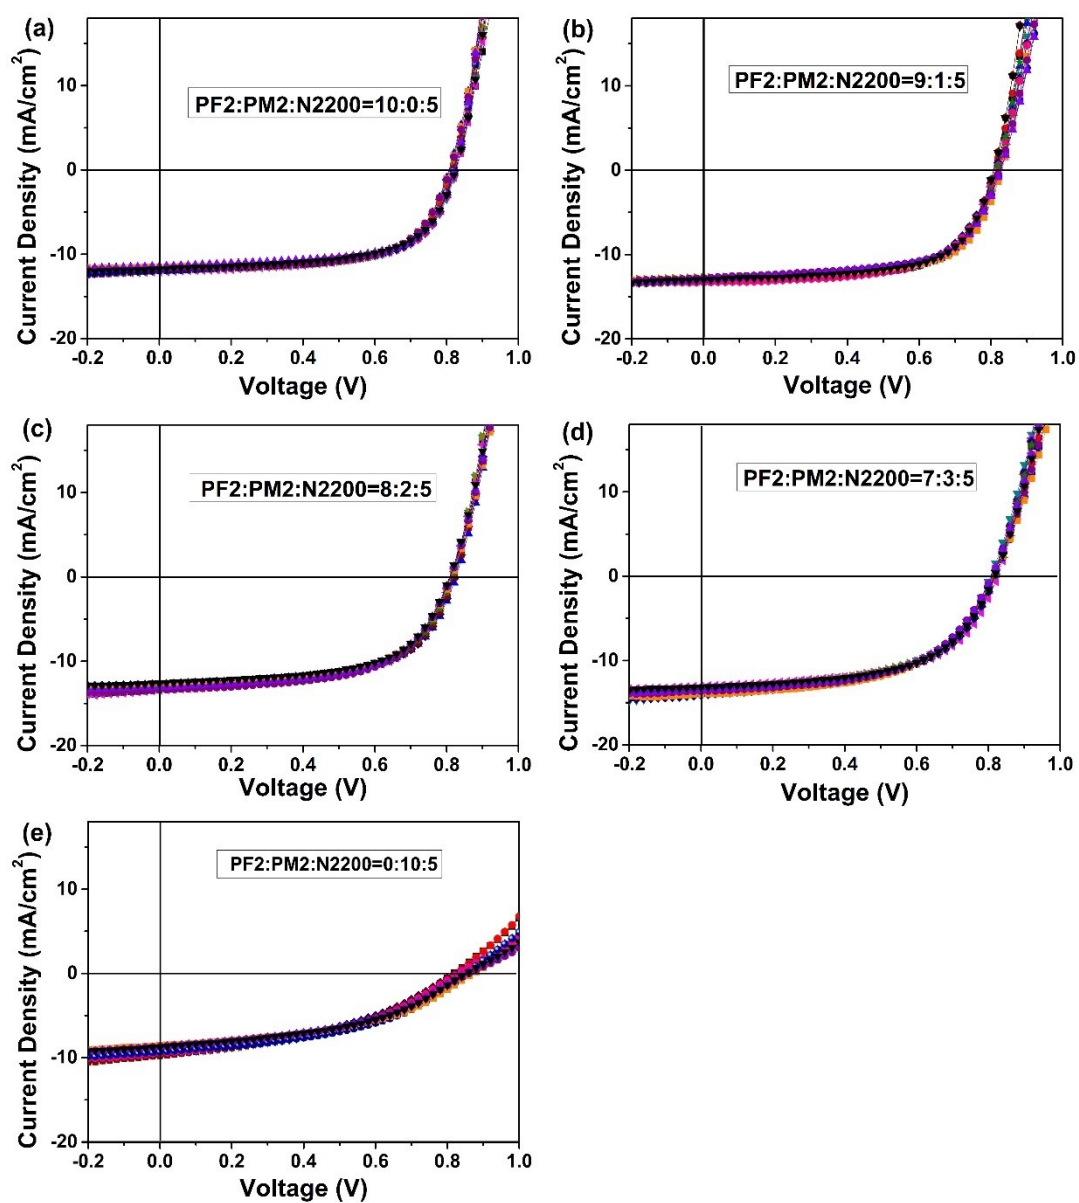 (a)
PF2:PM2:N2200=10:0:5
Current Density (mA/cm²)
10
0
-10
-20
-0.2 0.0 0.2 0.4 0.6 0.8 1.0
Voltage (V)
(b)
PF2:PM2:N2200=9:1:5
Current Density (mA/cm²)
10
0
-10
-20
-0.2 0.0 0.2 0.4 0.6 0.8 1.0
Voltage (V)
(c)
PF2:PM2:N2200=8:2:5
Current Density (mA/cm²)
10
0
-10
-20
-0.2 0.0 0.2 0.4 0.6 0.8 1.0
Voltage (V)
(d)
PF2:PM2:N2200=7:3:5
Current Density (mA/cm²)
10
0
-10
-20
-0.2 0.0 0.2 0.4 0.6 0.8 1.0
Voltage (V)
(e)
PF2:PM2:N2200=0:10:5
Current Density (mA/cm²)
10
0
-10
-20
-0.2 0.0 0.2 0.4 0.6 0.8 1.0
Voltage (V)